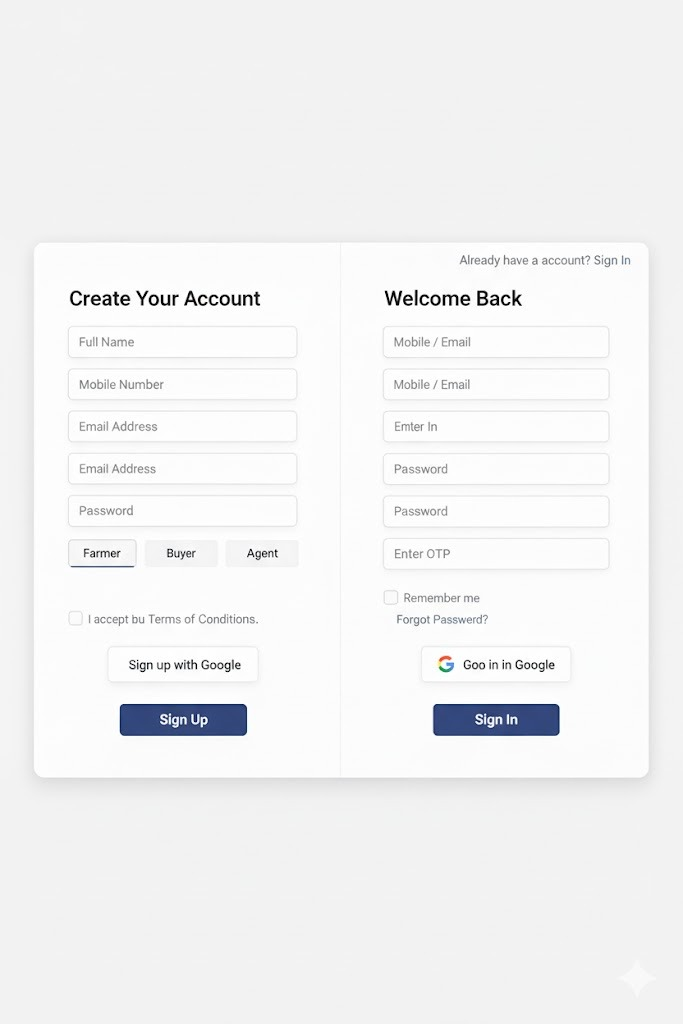 Already have a account? Sign In
Create Your Account
Full Name
Mobile Number
Email Address
Email Address
Password
Farmer
Buyer
Agent
I accept bu Terms of Conditions.
Sign up with Google
Sign Up
Welcome Back
Mobile / Email
Mobile / Email
Emter In
Password
Password
Enter OTP
Remember me
Forgot Passwerd?
Goo in in Google
Sign In